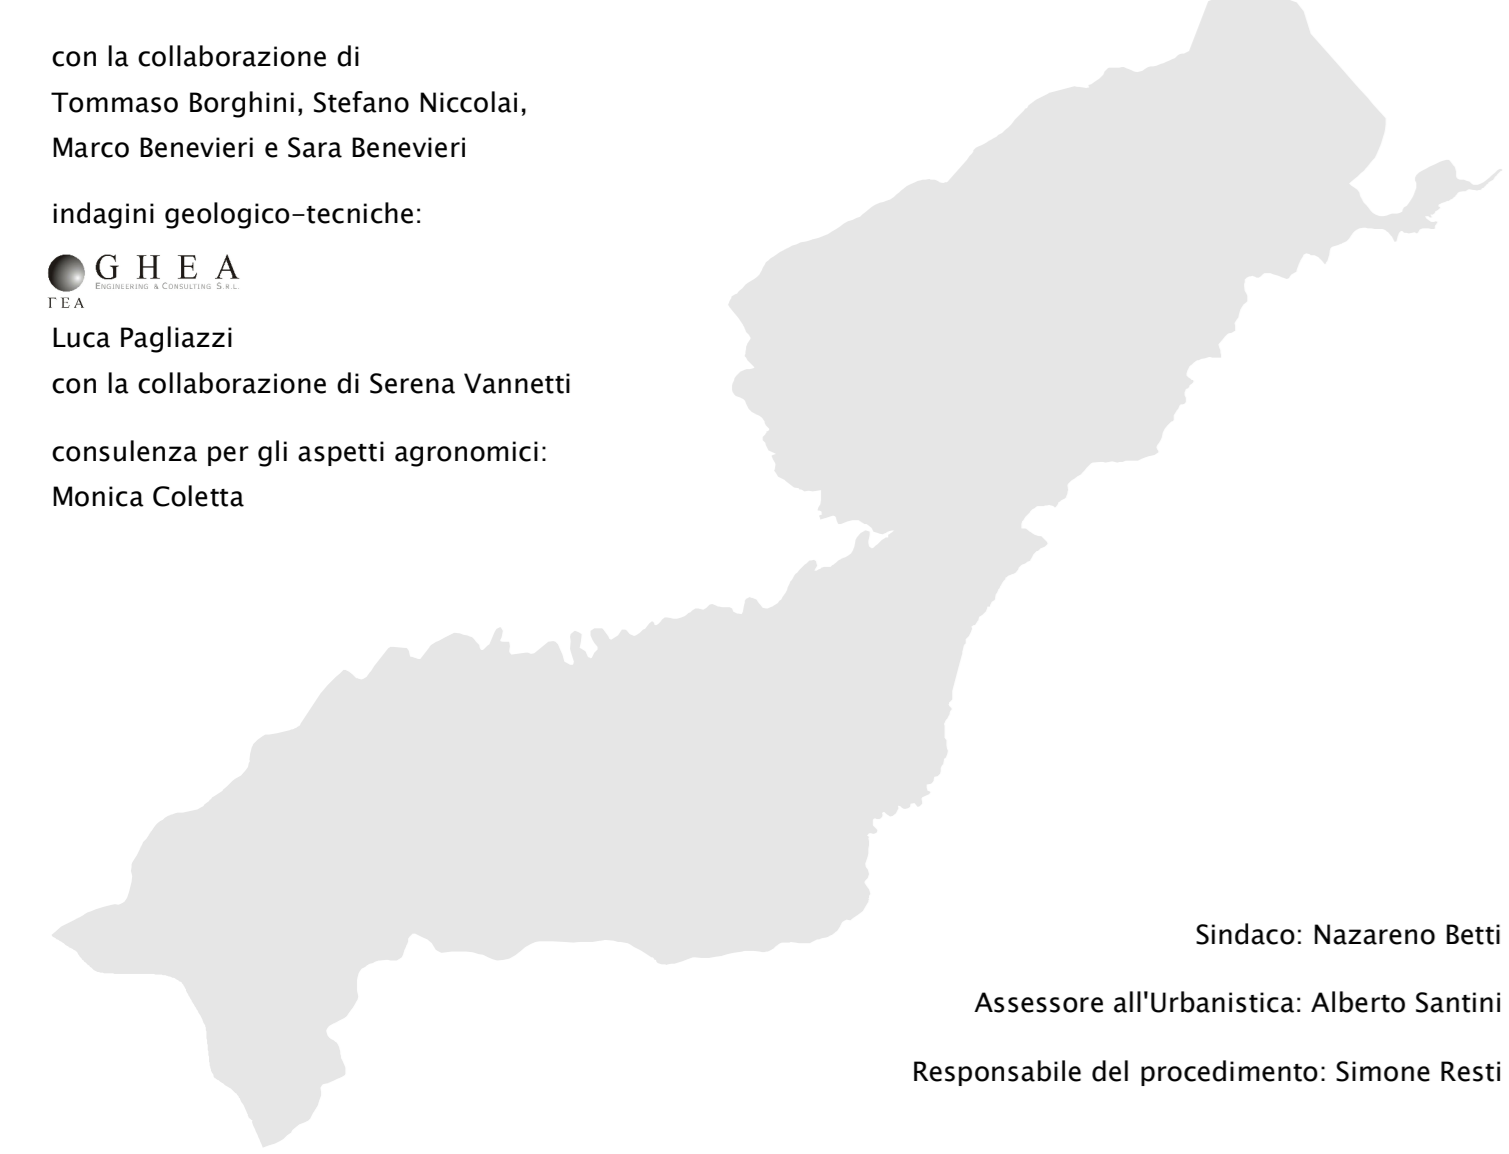 con la collaborazione di
Tommaso Borghini, Stefano Niccolai,
Marco Benevieri e Sara Benevieri
indagini geologico-tecniche:
GHEA
ENGINEERING & CONSULTING S.R.L.
ΓΕΑ
Luca Pagliazzi
con la collaborazione di Serena Vannetti
consulenza per gli aspetti agronomici:
Monica Coletta
Sindaco: Nazareno Betti
Assessore all'Urbanistica: Alberto Santini
Responsabile del procedimento: Simone Resti